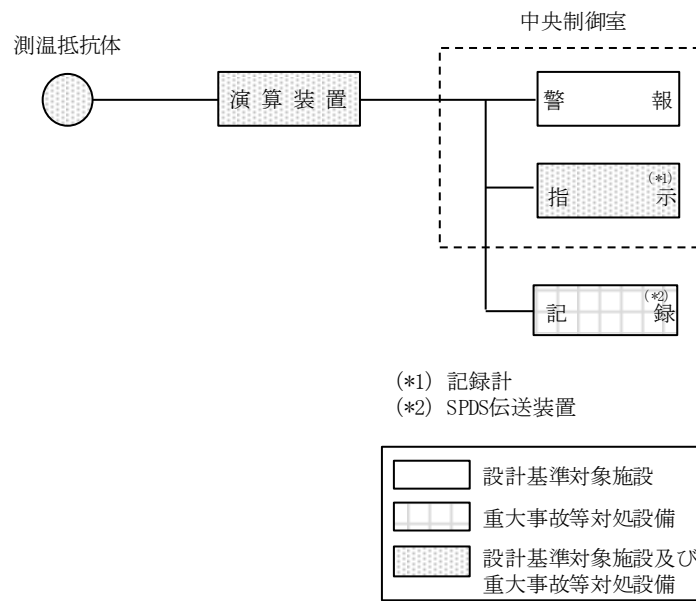 中央制御室
測温抵抗体
演算装置
警報
指示(*1)
記録(*2)
(*1) 記録計
(*2) SPDS伝送装置
設計基準対象施設
重大事故等対処設備
設計基準対象施設及び
重大事故等対処設備